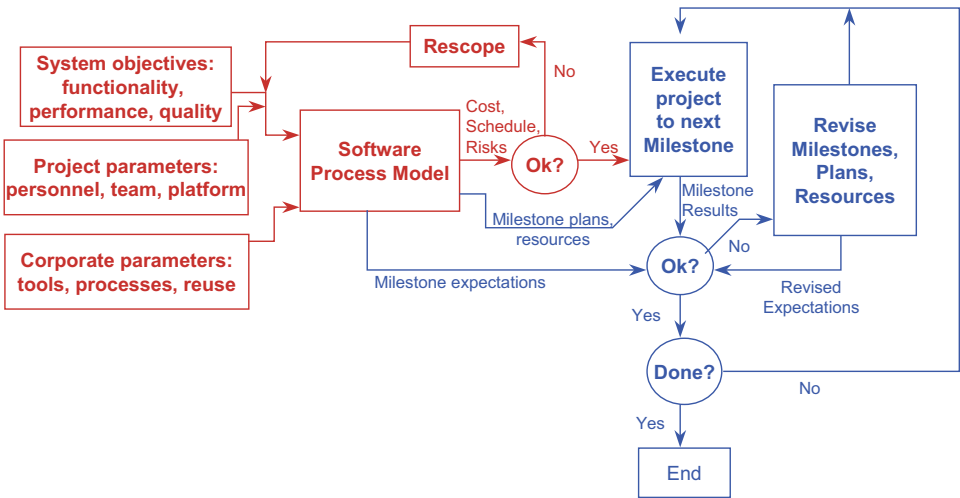 System objectives:
functionality,
performance, quality
Project parameters:
personnel, team, platform
Corporate parameters:
tools, processes, reuse
Rescope
No
Software
Process Model
Cost,
Schedule,
Risks
Ok?
Yes
Execute
project
to next
Milestone
Milestone plans,
resources
Milestone expectations
Milestone
Results
Ok?
No
Revise
Milestones,
Plans,
Resources
Revised
Expectations
Yes
Done?
No
Yes
End